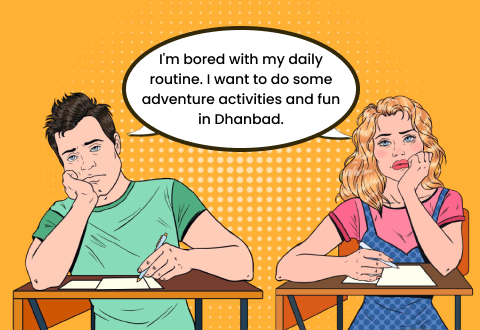 I'm bored with my daily
routine. I want to do some
adventure activities and fun
in Dhanbad.